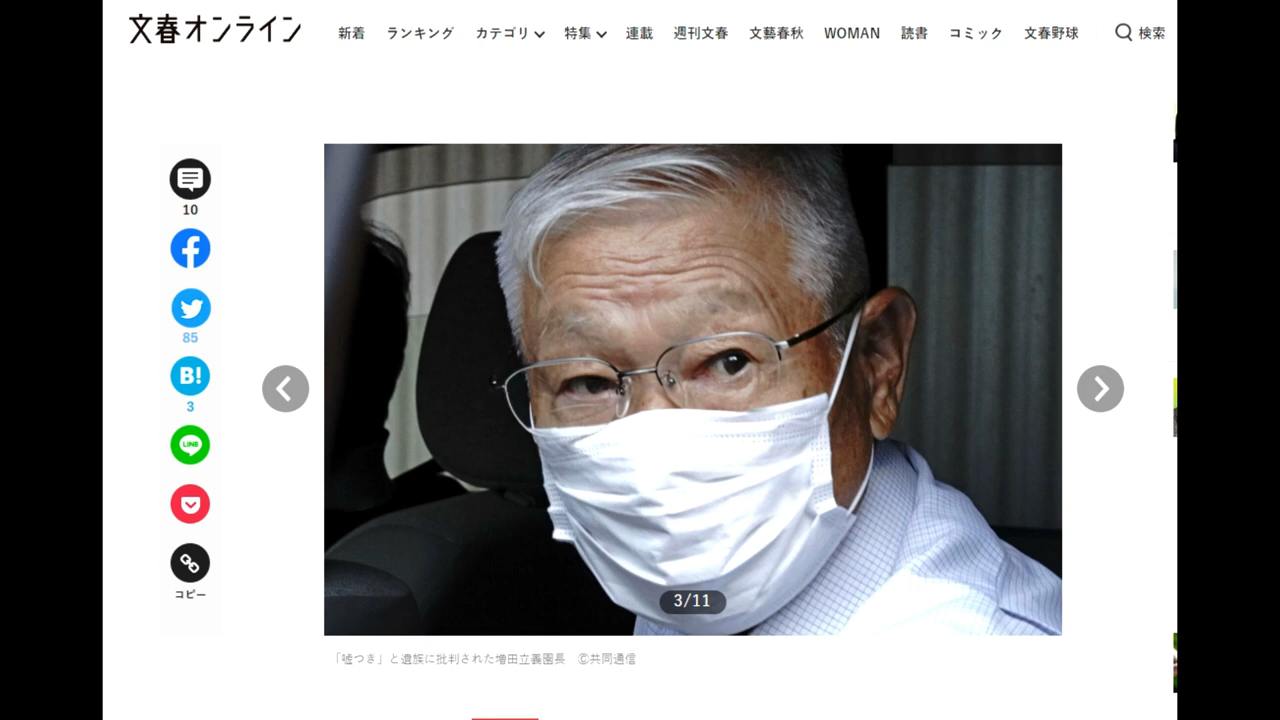 文春オンライン
新着 ランキング カテゴリ 特集 連載 週刊文春 文藝春秋 WOMAN 読書 コミック 文春野球 検索
10
85
B!
3
LINE
コピー
3/11
「嘘つき」と遺族に批判された増田立義園長 ©共同通信